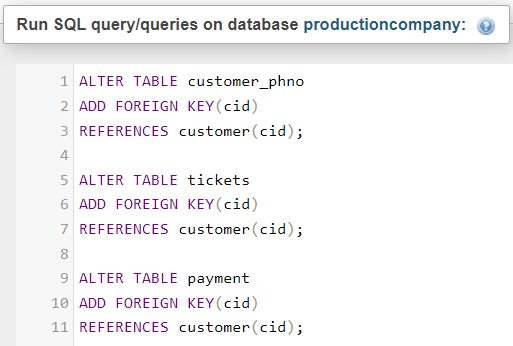 Run SQL query/queries on database productioncompany:
1 ALTER TABLE customer_phno
2 ADD FOREIGN KEY(cid)
3 REFERENCES customer(cid);
4
5 ALTER TABLE tickets
6 ADD FOREIGN KEY(cid)
7 REFERENCES customer(cid);
8
9 ALTER TABLE payment
10 ADD FOREIGN KEY(cid)
11 REFERENCES customer(cid);